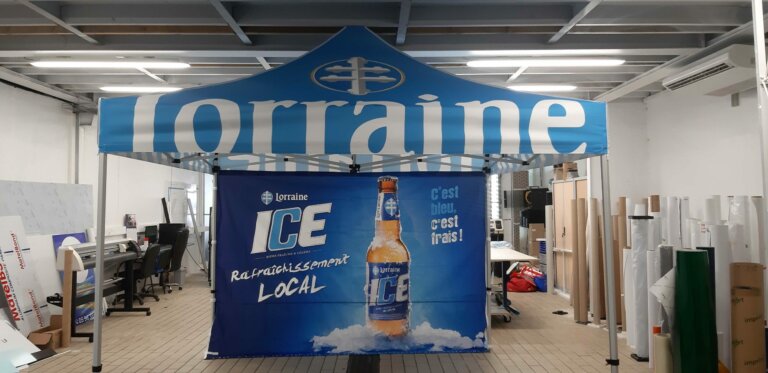 Lorraine
Lorraine
ICE
Rafraîchissement
LOCAL
C'est
bleu,
c'est
frais!
Lorraine
ICE